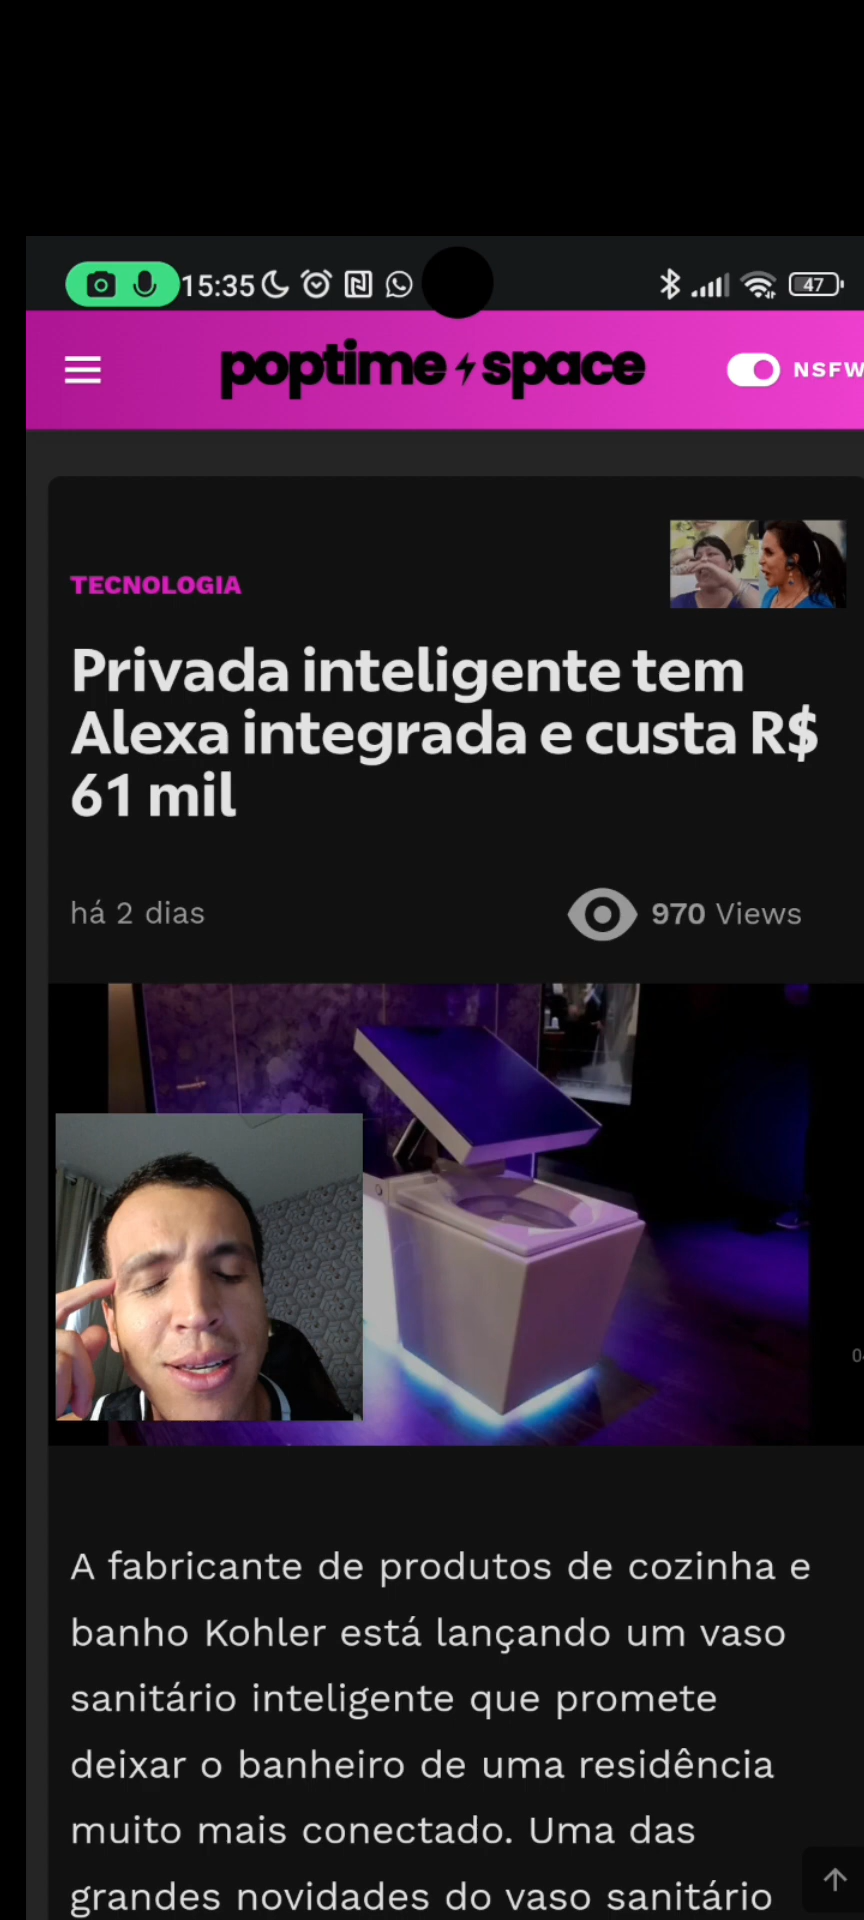 15:35
47
poptime space
NSFW
TECNOLOGIA
Privada inteligente tem
Alexa integrada e custa R$
61 mil
há 2 dias
970 Views
A fabricante de produtos de cozinha e
banho Kohler está lançando um vaso
sanitário inteligente que promete
deixar o banheiro de uma residência
muito mais conectado. Uma das
grandes novidades do vaso sanitário